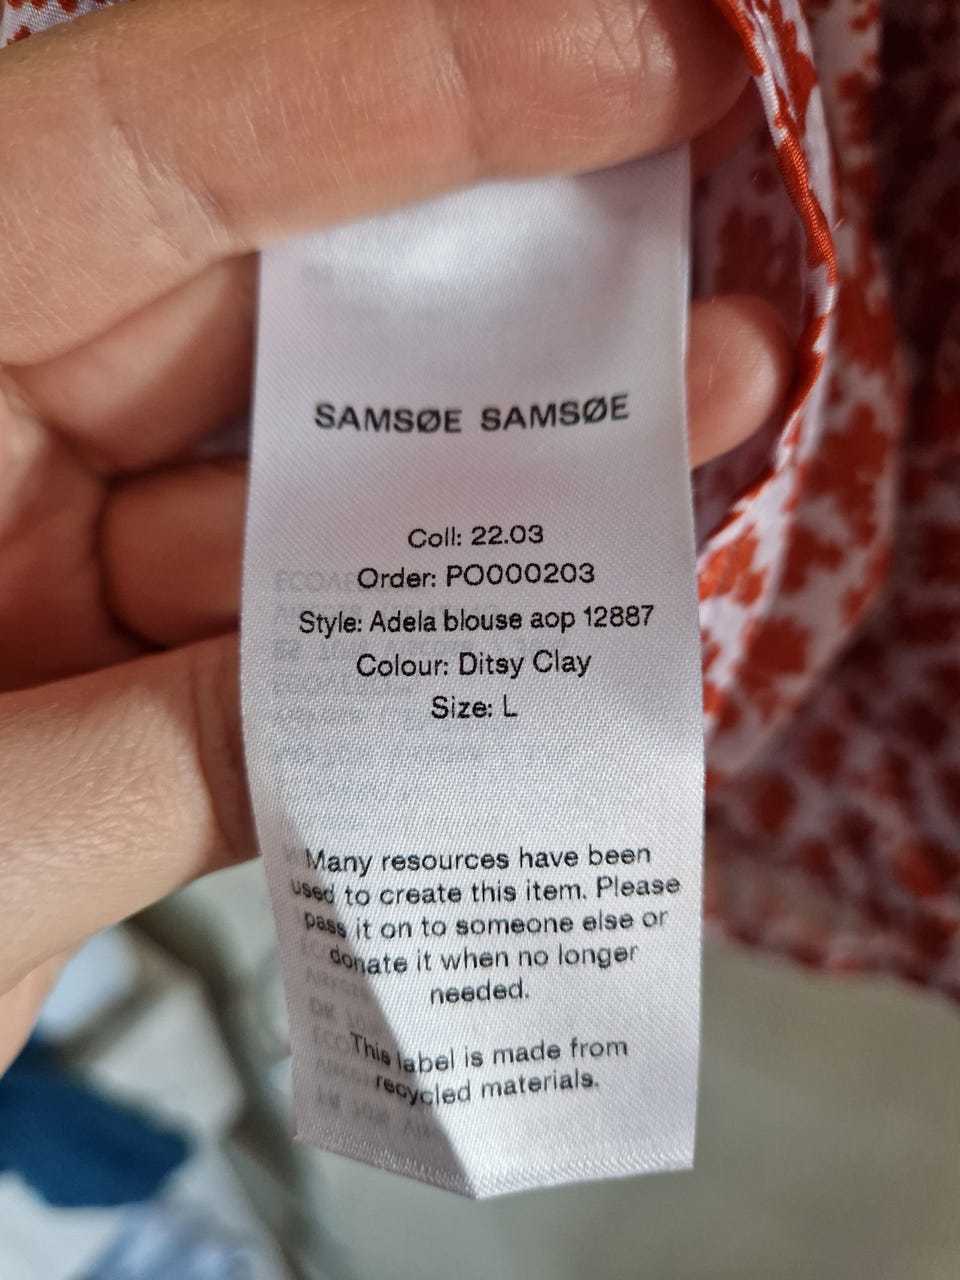 SAMSØE SAMSØE
Coll: 22.03
Order: PO000203
Style: Adela blouse aop 12887
Colour: Ditsy Clay
Size: L
Many resources have been
used to create this item. Please
pass it on to someone else or
donate it when no longer
needed.
This label is made from
recycled materials.